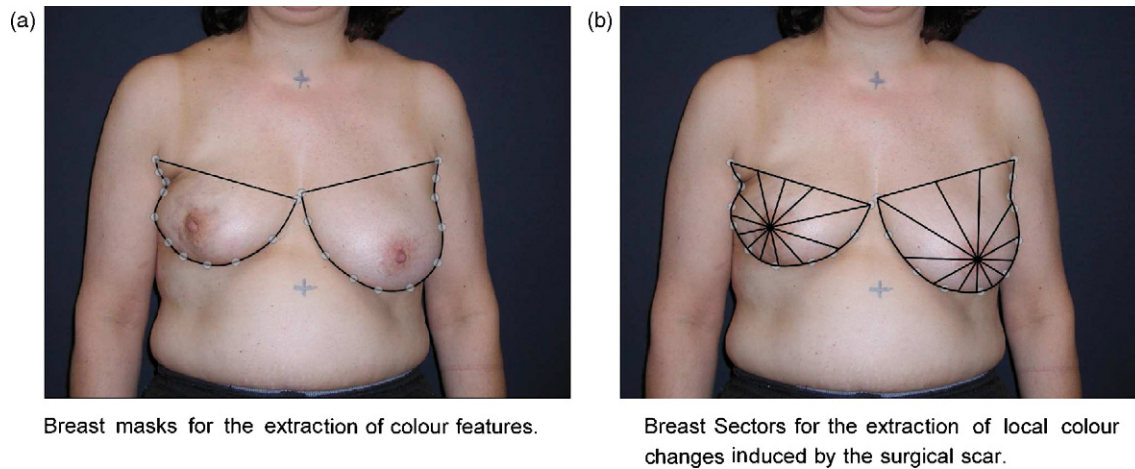 (a)
(b)
Breast masks for the extraction of colour features.
Breast Sectors for the extraction of local colour
changes induced by the surgical scar.